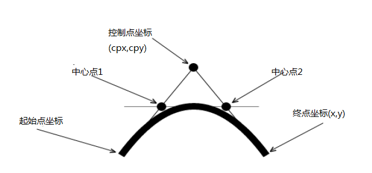 控制点坐标
(cpx,cpy)
中心点1
中心点2
起始点坐标
终点坐标(x,y)